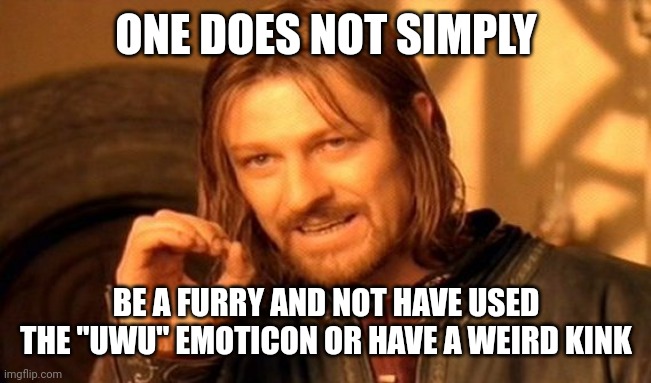 ONE DOES NOT SIMPLY
BE A FURRY AND NOT HAVE USED
THE "UWU" EMOTICON OR HAVE A WEIRD KINK
imgflip.com